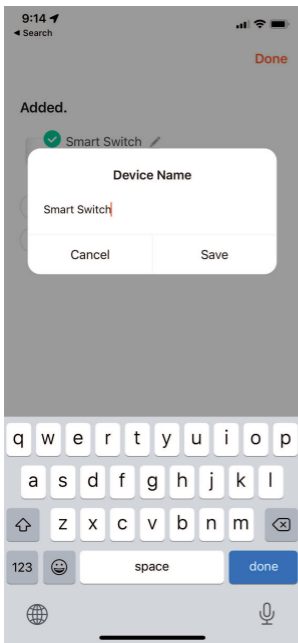 9:14
◀ Search
Done
Added.
Smart Switch
Device Name
Smart Switch
Cancel Save
q w e r t y u i o p
a s d f g h j k l
z x c v b n m
123 space done